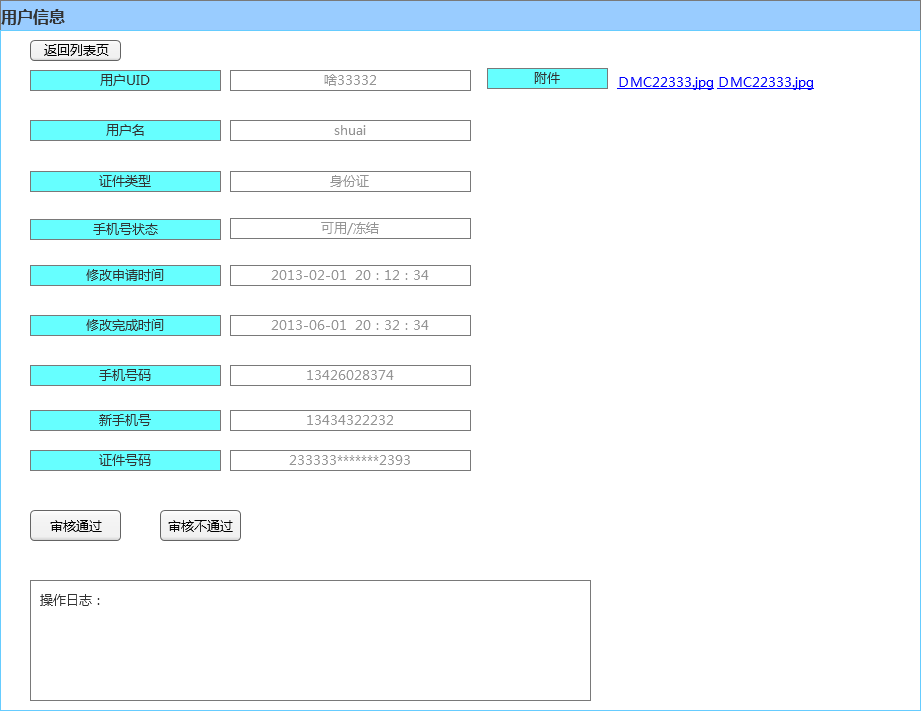 用户信息
返回列表页
用户UID 啥33332 附件 DMC22333.jpg DMC22333.jpg
用户名 shuai
证件类型 身份证
手机号状态 可用/冻结
修改申请时间 2013-02-01 20：12：34
修改完成时间 2013-06-01 20：32：34
手机号码 13426028374
新手机号 13434322232
证件号码 233333*******2393
审核通过 审核不通过
操作日志：